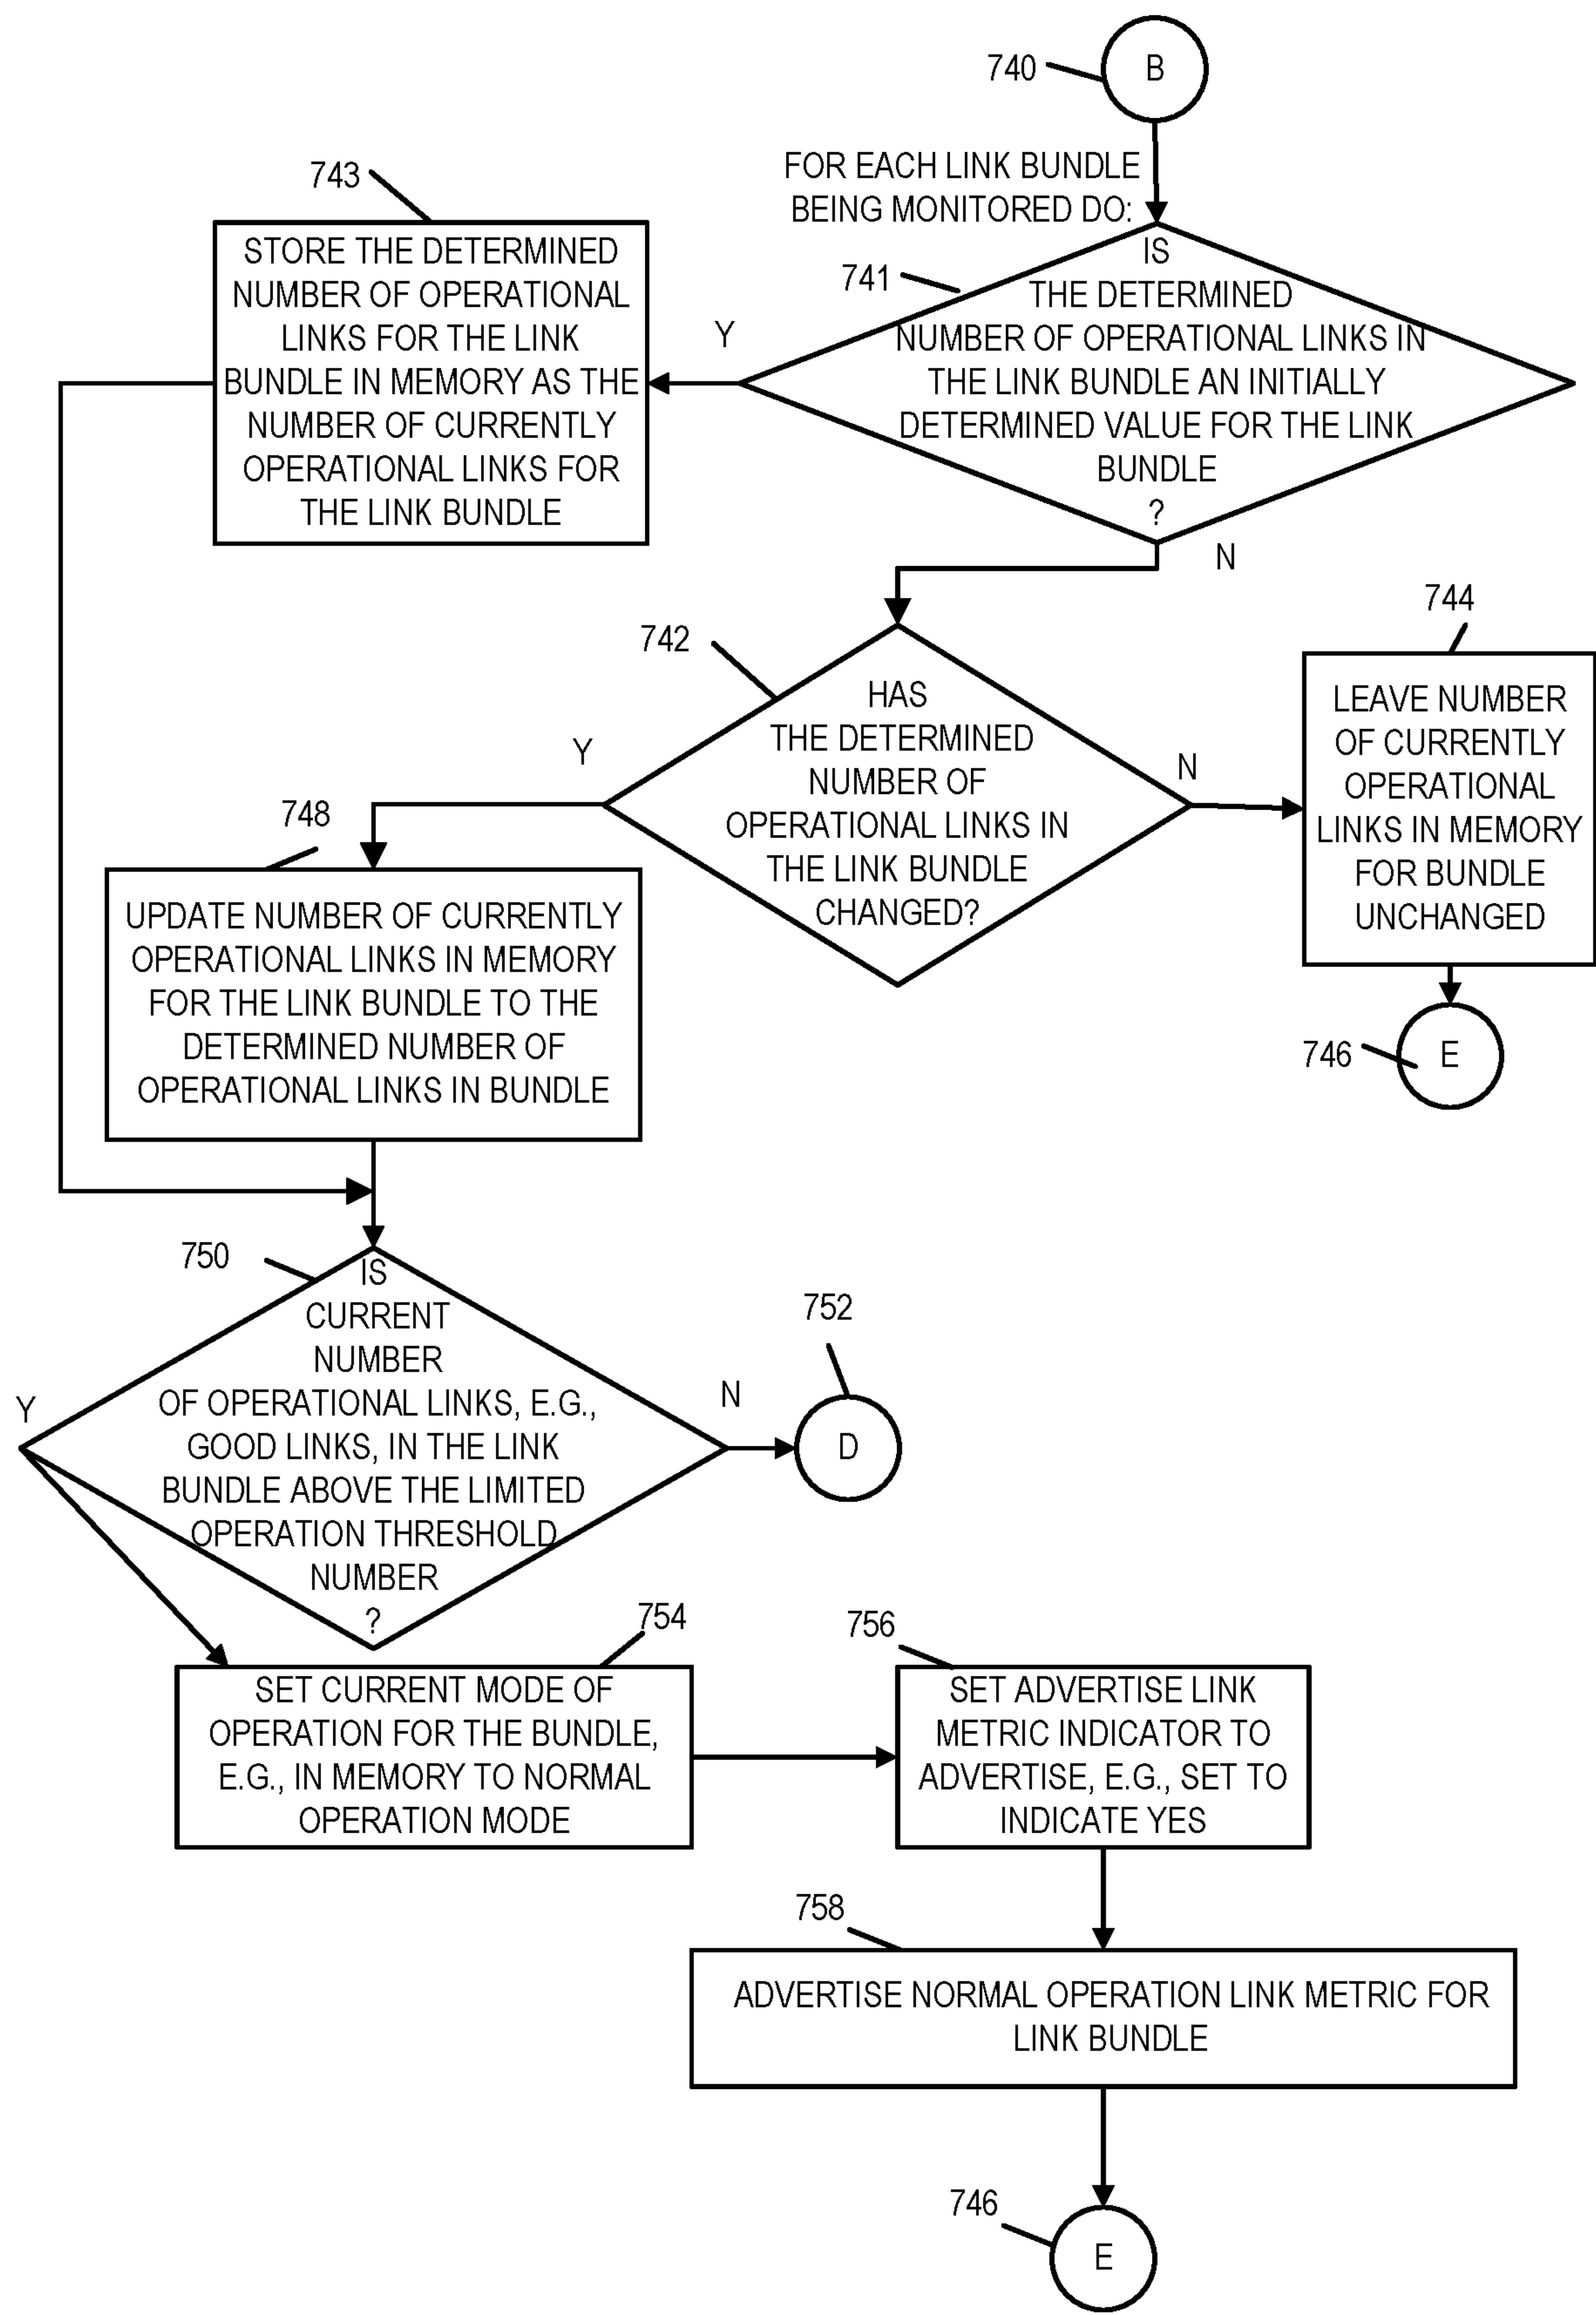 740
B
FOR EACH LINK BUNDLE
BEING MONITORED DO:
743
STORE THE DETERMINED
NUMBER OF OPERATIONAL
LINKS FOR THE LINK
BUNDLE IN MEMORY AS THE
NUMBER OF CURRENTLY
OPERATIONAL LINKS FOR
THE LINK BUNDLE
Y
741
IS
THE DETERMINED
NUMBER OF OPERATIONAL LINKS IN
THE LINK BUNDLE AN INITIALLY
DETERMINED VALUE FOR THE LINK
BUNDLE
?
N
742
HAS
THE DETERMINED
NUMBER OF
OPERATIONAL LINKS IN
THE LINK BUNDLE
CHANGED?
Y
N
744
LEAVE NUMBER
OF CURRENTLY
OPERATIONAL
LINKS IN MEMORY
FOR BUNDLE
UNCHANGED
746
E
748
UPDATE NUMBER OF CURRENTLY
OPERATIONAL LINKS IN MEMORY
FOR THE LINK BUNDLE TO THE
DETERMINED NUMBER OF
OPERATIONAL LINKS IN BUNDLE
750
IS
CURRENT
NUMBER
OF OPERATIONAL LINKS, E.G.,
GOOD LINKS, IN THE LINK
BUNDLE ABOVE THE LIMITED
OPERATION THRESHOLD
NUMBER
?
Y
N
752
D
754
SET CURRENT MODE OF
OPERATION FOR THE BUNDLE,
E.G., IN MEMORY TO NORMAL
OPERATION MODE
756
SET ADVERTISE LINK
METRIC INDICATOR TO
ADVERTISE, E.G., SET TO
INDICATE YES
758
ADVERTISE NORMAL OPERATION LINK METRIC FOR
LINK BUNDLE
746
E